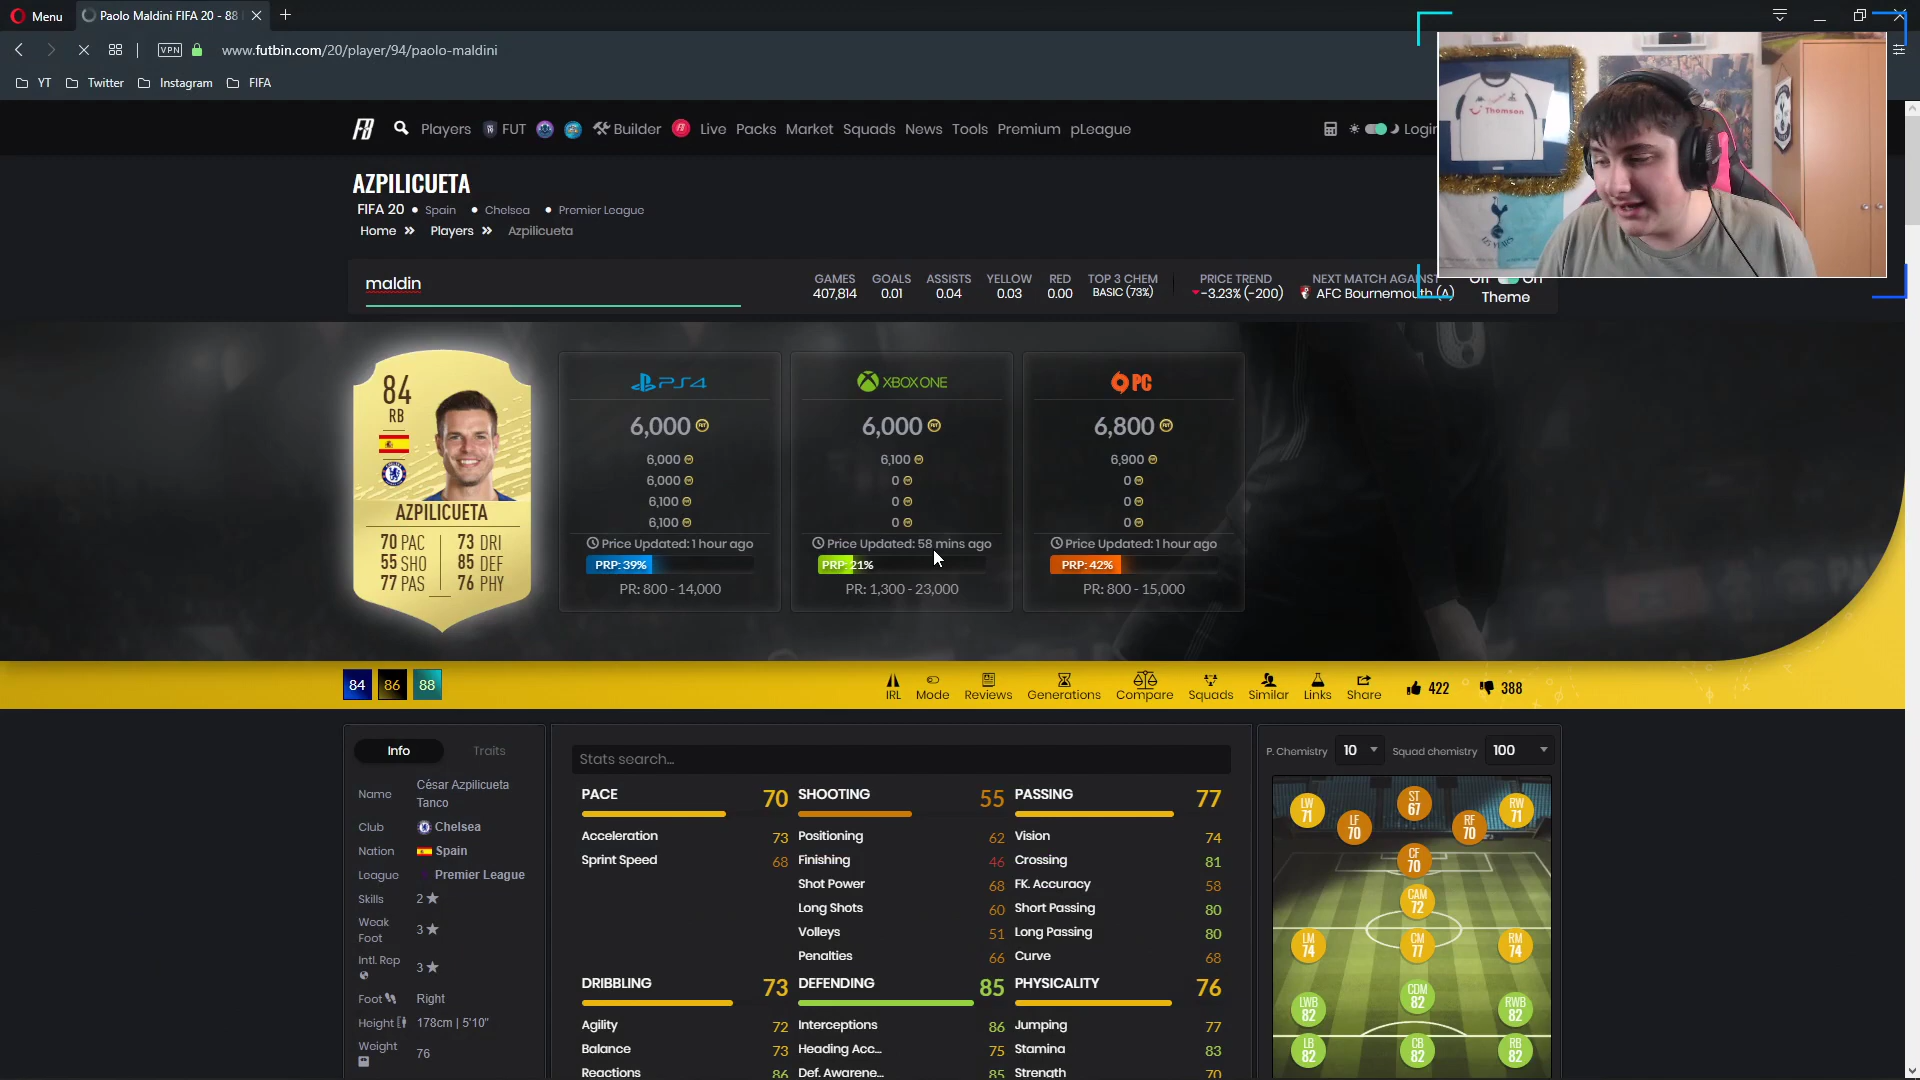 Menu
Paolo Maldini FIFA 20 - 88
VPN
www.futbin.com/20/player/94/paolo-maldini
YT
Twitter
Instagram
FIFA
Players
FUT
Builder
Live
Packs
Market
Squads
News
Tools
Premium
pLeague
Login
Thomson
AZPILICUETA
FIFA 20 • Spain • Chelsea • Premier League
Home » Players » Azpilicueta
maldin
GAMES
407,814
GOALS
0.01
ASSISTS
0.04
YELLOW
0.03
RED
0.00
TOP 3 CHEM
BASIC (73%)
PRICE TREND
-3.23% (-200)
NEXT MATCH AGAINST
AFC Bournemouth (A)
Off On
Theme
84
RB
AZPILICUETA
70 PAC 73 DRI
55 SHO 85 DEF
77 PAS 76 PHY
PS4
6,000
6,000
6,000
6,100
6,100
Price Updated: 1 hour ago
PRP: 39%
PR: 800 - 14,000
XBOX ONE
6,000
6,100
0
0
0
Price Updated: 58 mins ago
PRP: 21%
PR: 1,300 - 23,000
PC
6,800
6,900
0
0
0
Price Updated: 1 hour ago
PRP: 42%
PR: 800 - 15,000
84 86 88
IRL
Mode
Reviews
Generations
Compare
Squads
Similar
Links
Share
422
388
Info
Traits
Name César Azpilicueta Tanco
Club Chelsea
Nation Spain
League Premier League
Skills 2
Weak Foot 3
Intl. Rep 3
Foot Right
Height 178cm | 5'10"
Weight 76
Stats search...
PACE 70
Acceleration 73
Sprint Speed 68
SHOOTING 55
Positioning 62
Finishing 46
Shot Power 68
Long Shots 60
Volleys 51
Penalties 66
PASSING 77
Vision 74
Crossing 81
FK. Accuracy 58
Short Passing 80
Long Passing 80
Curve 68
DRIBBLING 73
Agility 72
Balance 73
Reactions 86
DEFENDING 85
Interceptions 86
Heading Acc... 75
Def. Awarene... 85
PHYSICALITY 76
Jumping 77
Stamina 83
Strength 70
P. Chemistry 10
Squad chemistry 100
LW 71
ST 67
RW 71
LF 70
RF 70
CF 70
CAM 72
LM 74
CM 77
RM 74
LWB 82
CDM 82
RWB 82
LB 82
CB 82
RB 82